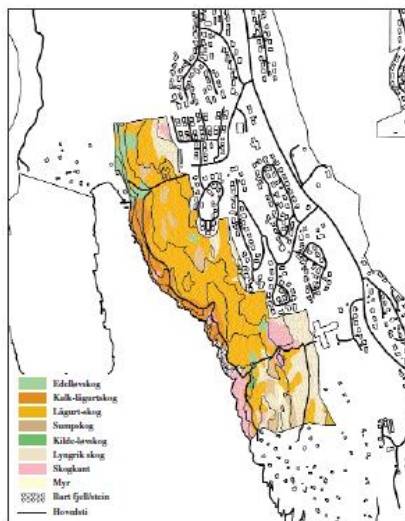 Edelløvskog
Kalk-lågurtskog
Lågurt-skog
Sumpskog
Kilde-løvskog
Lyngrik skog
Skogkant
Myr
Bart fjell/stein
Hovedsti